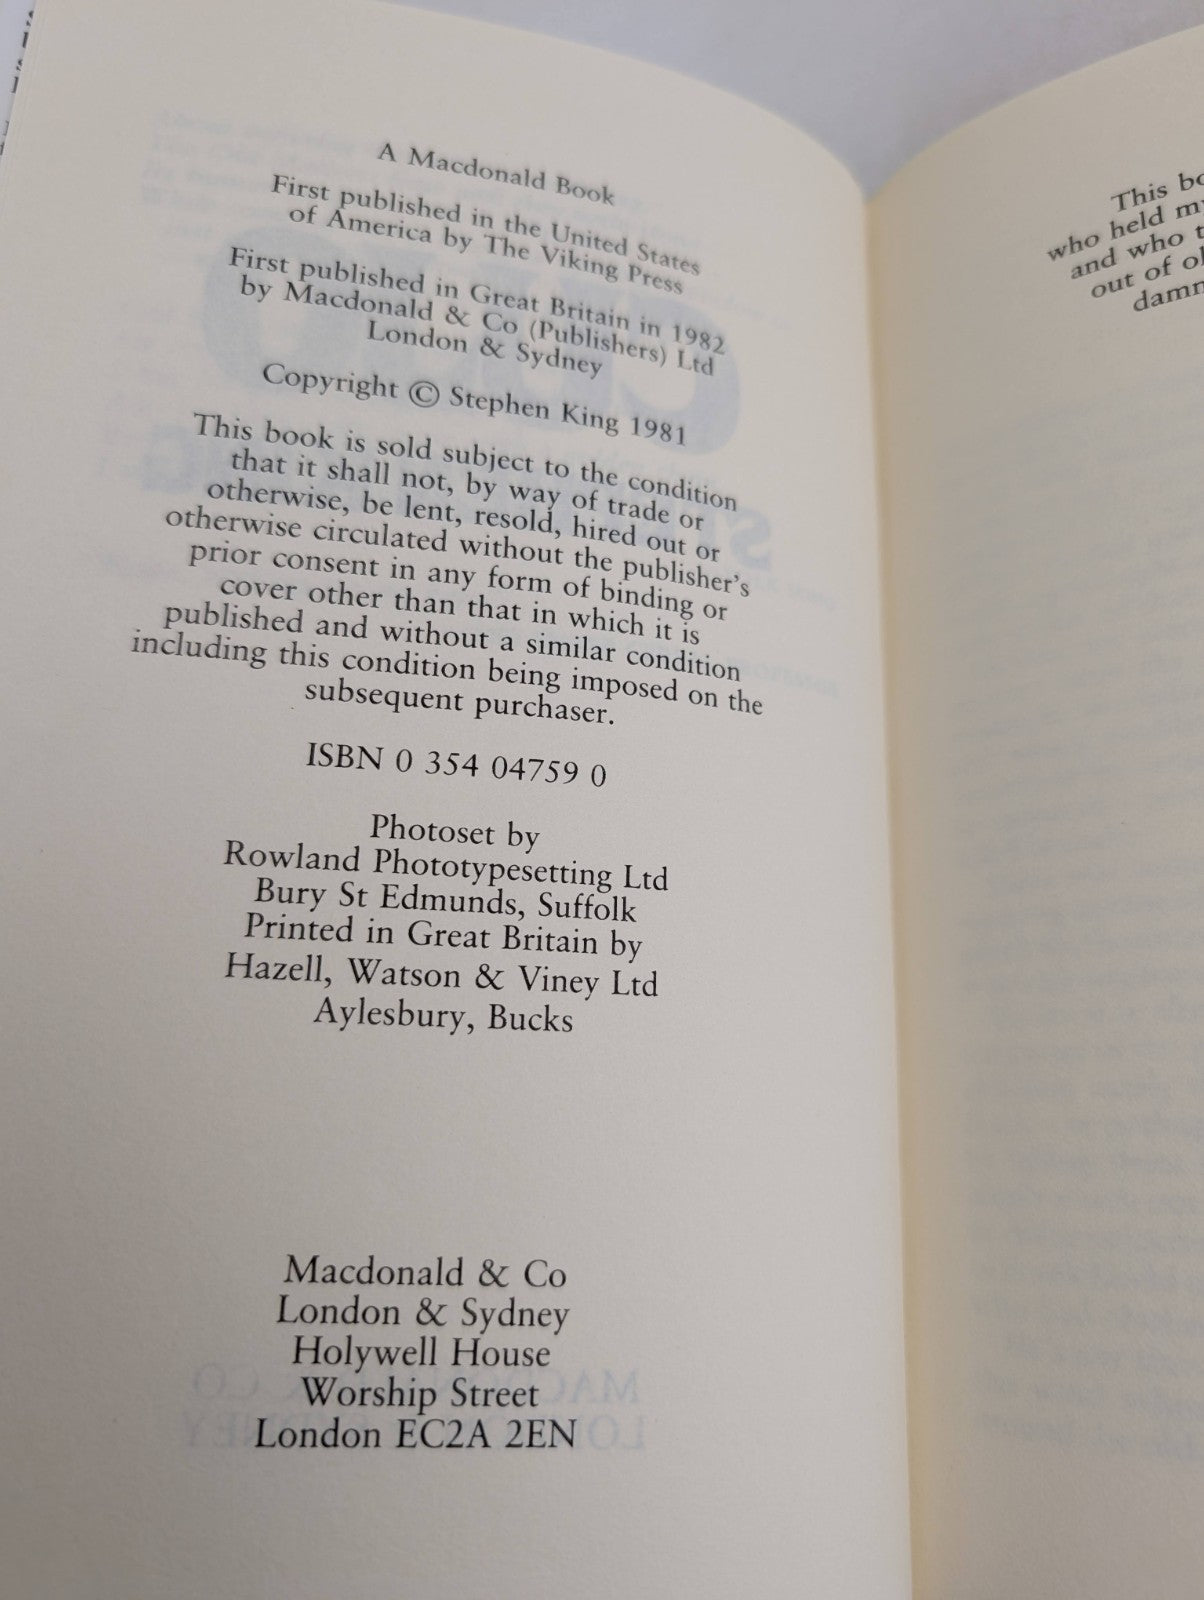 A Macdonald Book
First published in the United States
of America by The Viking Press
First published in Great Britain in 1982
by Macdonald & Co (Publishers) Ltd
London & Sydney
Copyright © Stephen King 1981
This book is sold subject to the condition
that it shall not, by way of trade or
otherwise, be lent, resold, hired out or
otherwise circulated without the publisher's
prior consent in any form of binding or
cover other than that in which it is
published and without a similar condition
including this condition being imposed on the
subsequent purchaser.
ISBN 0 354 04759 0
Photoset by
Rowland Phototypesetting Ltd
Bury St Edmunds, Suffolk
Printed in Great Britain by
Hazell, Watson & Viney Ltd
Aylesbury, Bucks
Macdonald & Co
London & Sydney
Holywell House
Worship Street
London EC2A 2EN
This
who held
and who
out of